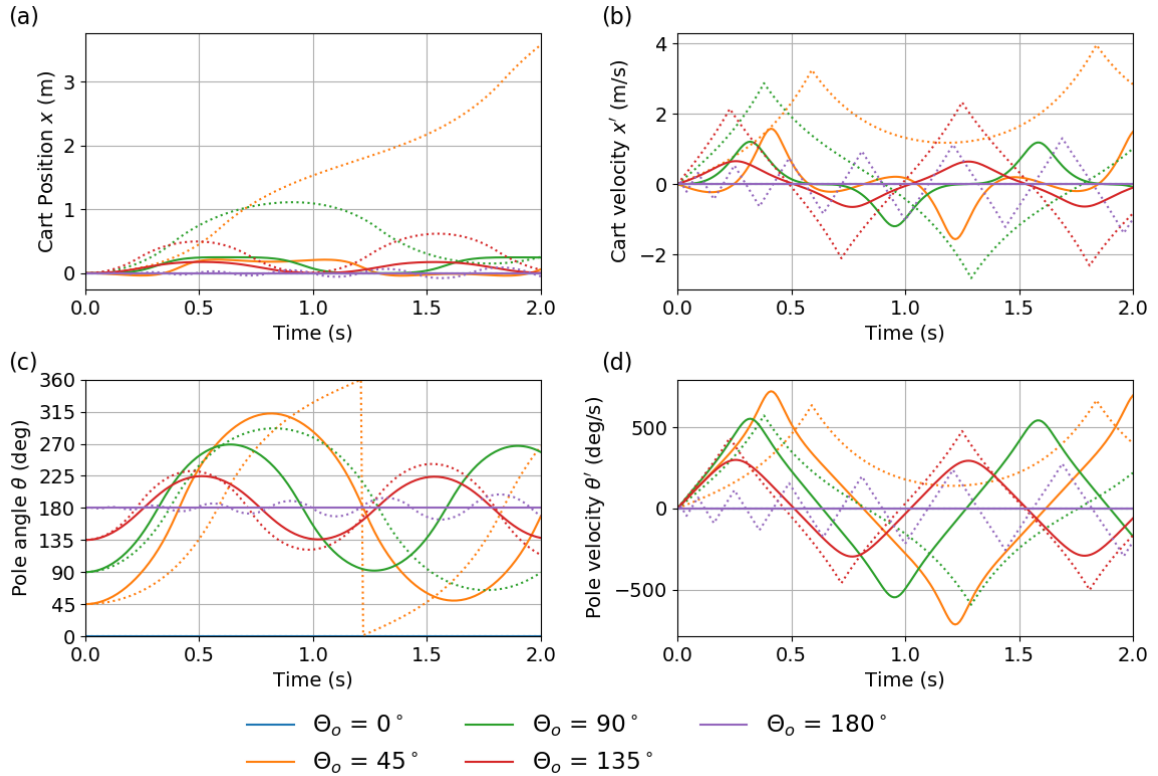 (a)
(b)
Cart Position x (m)
3
2
1
0
0.0 0.5 1.0 1.5 2.0
Time (s)
Cart velocity x′ (m/s)
4
2
0
−2
0.0 0.5 1.0 1.5 2.0
Time (s)
(c)
(d)
Pole angle θ (deg)
360
315
270
225
180
135
90
45
0
0.0 0.5 1.0 1.5 2.0
Time (s)
Pole velocity θ′ (deg/s)
500
0
−500
0.0 0.5 1.0 1.5 2.0
Time (s)
Θo = 0°
Θo = 45°
Θo = 90°
Θo = 135°
Θo = 180°